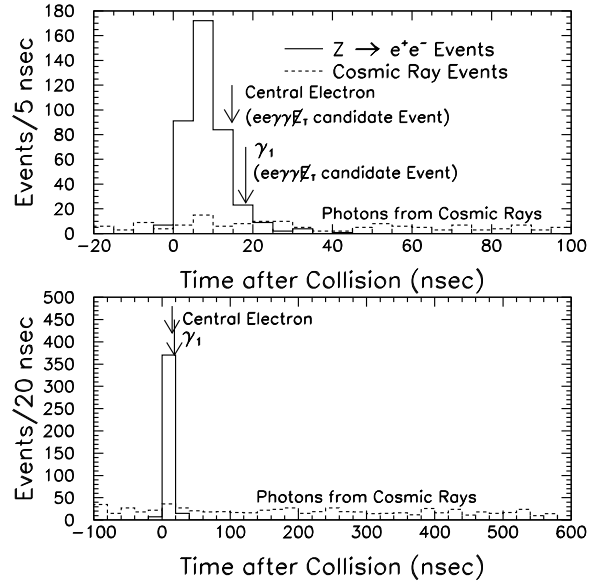 180
160
140
120
100
80
60
40
20
0
Events/5 nsec
Z → e⁺e⁻ Events
Cosmic Ray Events
Central Electron
(eeγγE̸_T candidate Event)
γ₁
(eeγγE̸_T candidate Event)
Photons from Cosmic Rays
-20 0 20 40 60 80 100
Time after Collision (nsec)
500
450
400
350
300
250
200
150
100
50
0
Events/20 nsec
Central Electron
γ₁
Photons from Cosmic Rays
-100 0 100 200 300 400 500 600
Time after Collision (nsec)